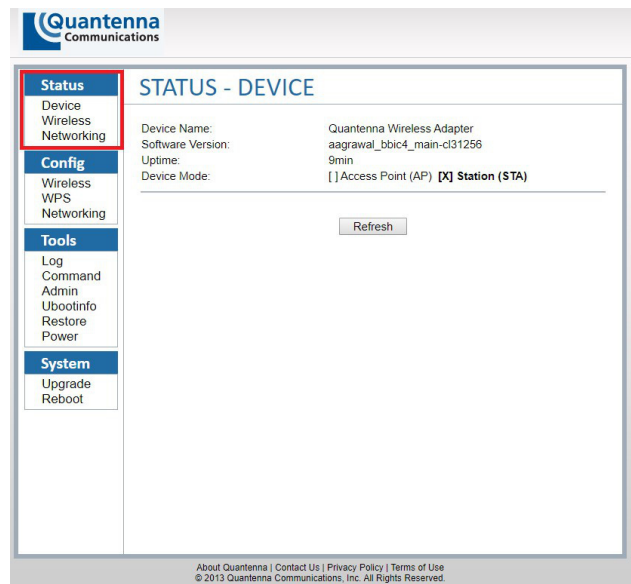 Quantenna
Communications
Status
Device
Wireless
Networking
Config
Wireless
WPS
Networking
Tools
Log
Command
Admin
Ubootinfo
Restore
Power
System
Upgrade
Reboot
STATUS - DEVICE
Device Name: Quantenna Wireless Adapter
Software Version: aagrawal_bbic4_main-cl31256
Uptime: 9min
Device Mode: [ ] Access Point (AP) [X] Station (STA)
Refresh
About Quantenna | Contact Us | Privacy Policy | Terms of Use
© 2013 Quantenna Communications, Inc. All Rights Reserved.